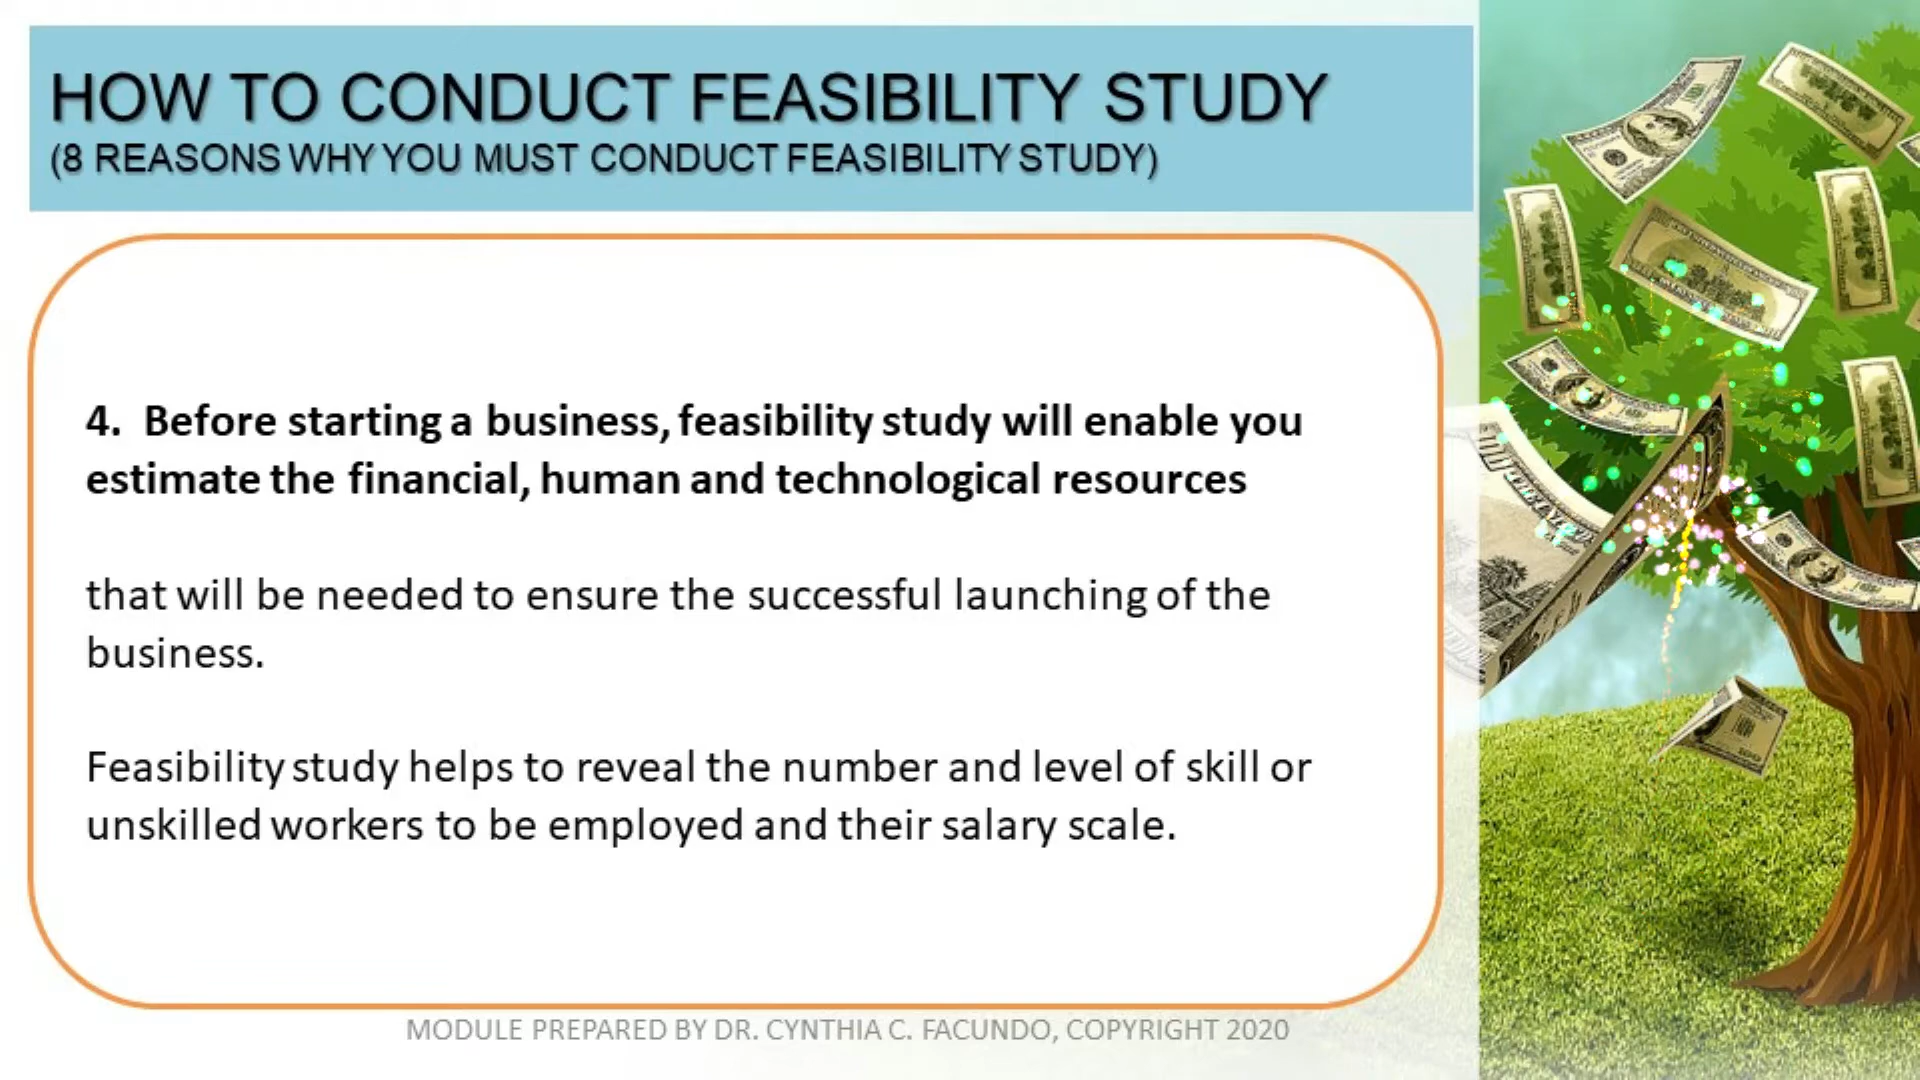 HOW TO CONDUCT FEASIBILITY STUDY
(8 REASONS WHY YOU MUST CONDUCT FEASIBILITY STUDY)
4. Before starting a business, feasibility study will enable you
estimate the financial, human and technological resources
that will be needed to ensure the successful launching of the
business.
Feasibility study helps to reveal the number and level of skill or
unskilled workers to be employed and their salary scale.
MODULE PREPARED BY DR. CYNTHIA C. FACUNDO, COPYRIGHT 2020